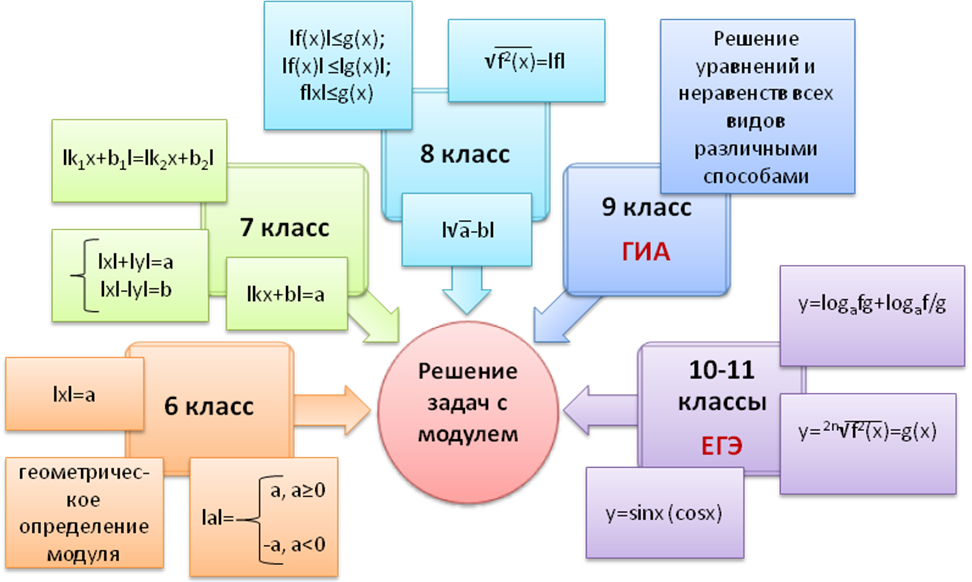 lf(x)l≤g(x);
lf(x)l ≤lg(x)l;
flxl≤g(x)
√f²(x)=lfl
8 класс
l√a-bl
Решение
уравнений и
неравенств всех
видов
различными
способами
9 класс
ГИА
lk₁x+b₁l=lk₂x+b₂l
7 класс
lxl+lyl=a
lxl-lyl=b
lkx+bl=a
lxl=a
6 класс
геометричес-
кое
определение
модуля
lal=
a, a≥0
-a, a<0
Решение
задач с
модулем
10-11
классы
ЕГЭ
y=logₐfg+logₐf/g
y=²ⁿ√f²(x)=g(x)
y=sinx (cosx)